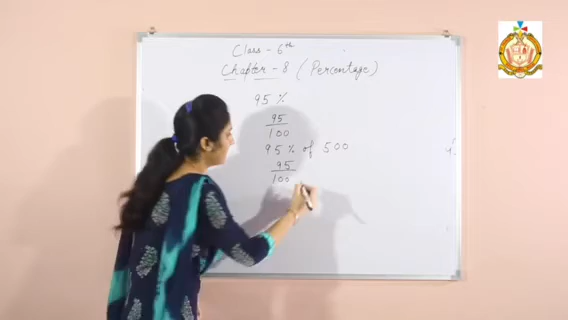 Class - 6th
Chapter - 8 (Percentage)
95 %
95
100
95 % of 500
95
100